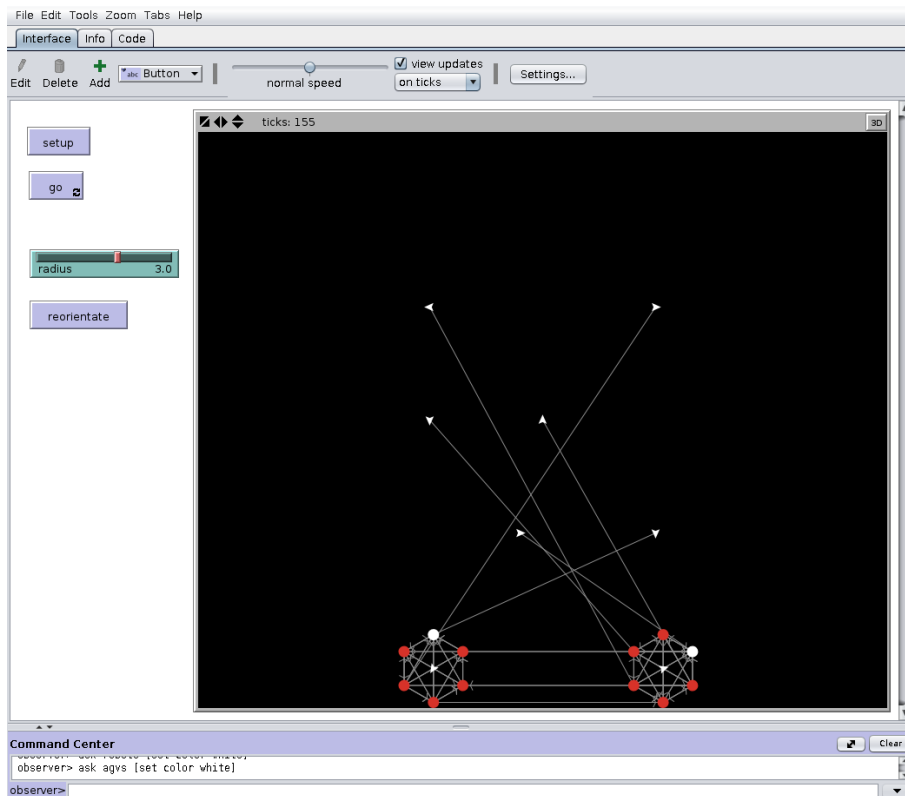 File Edit Tools Zoom Tabs Help
Interface Info Code
Edit Delete Add abc Button normal speed view updates on ticks Settings...
ticks: 155 3D
setup
go
radius 3.0
reorientate
Command Center Clear
observer> ask agvs [set color white]
observer>